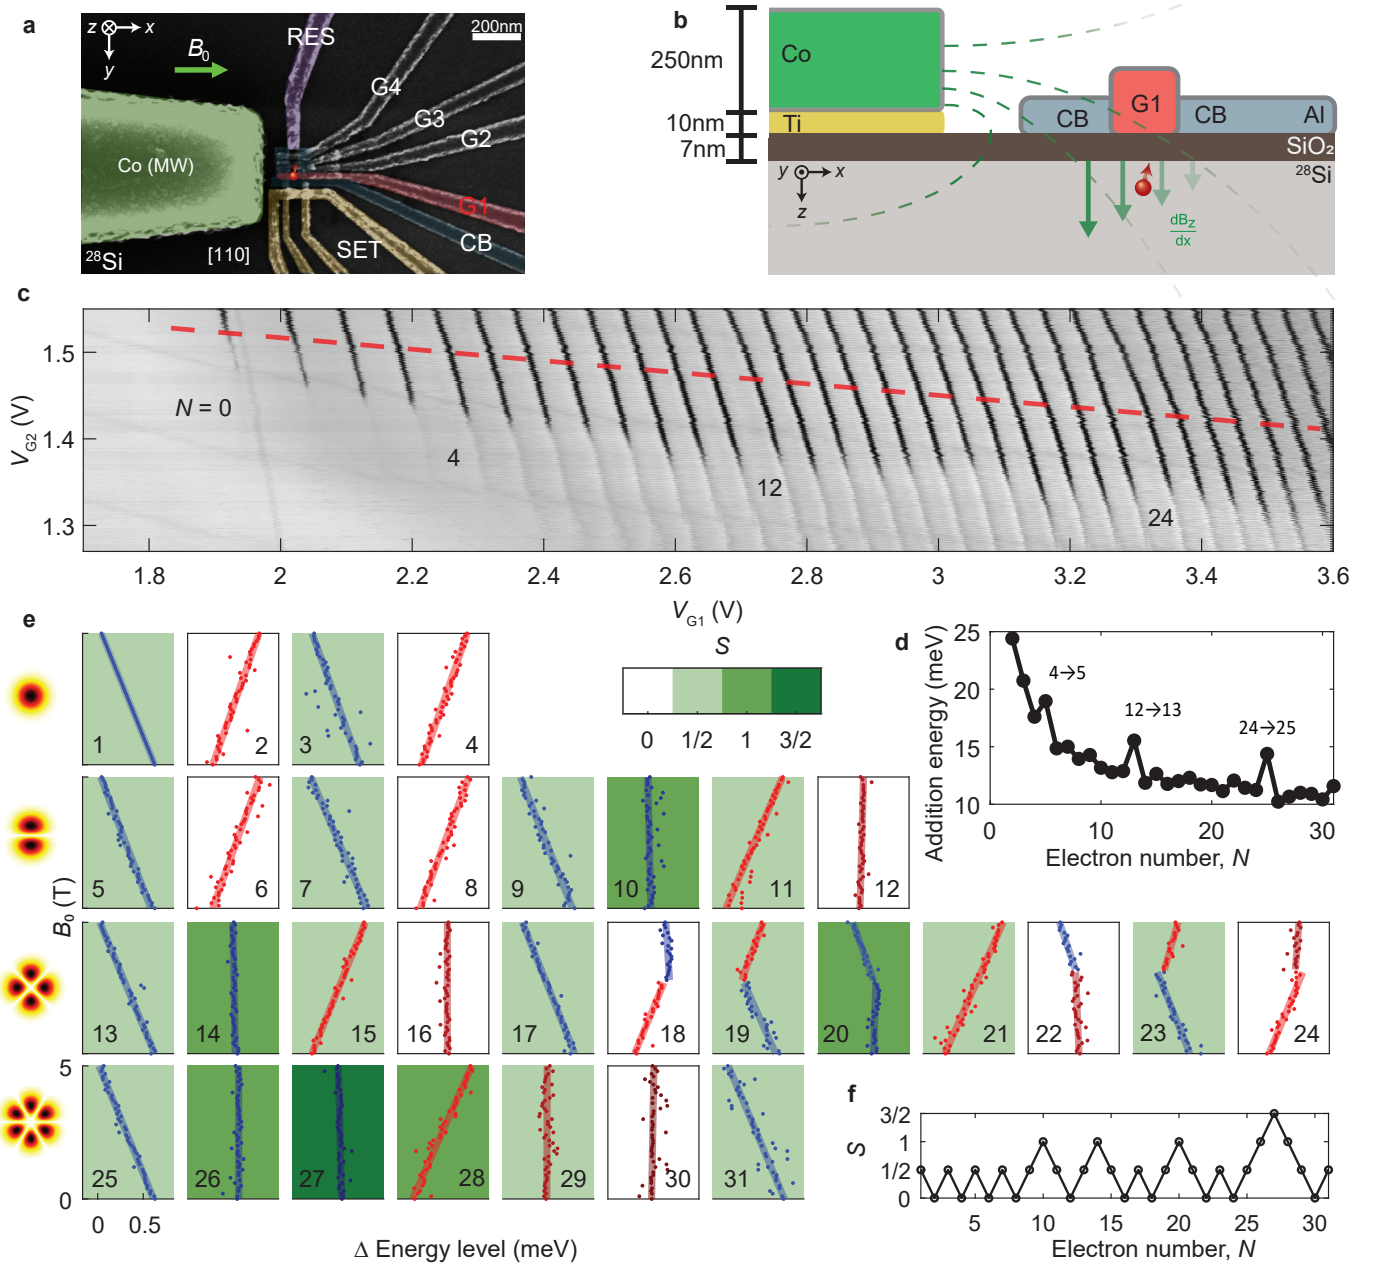 a
z x
y
B₀
RES
200nm
G4
G3
G2
G1
CB
SET
Co (MW)
²⁸Si
[110]
b
250nm
10nm
7nm
Co
Ti
CB
G1
CB
Al
SiO₂
²⁸Si
y x
z
dBz
dx
c
V_G2 (V)
1.5
1.4
1.3
N = 0
4
12
24
1.8 2 2.2 2.4 2.6 2.8 3 3.2 3.4 3.6
V_G1 (V)
e
S
0 1/2 1 3/2
1 2 3 4
5 6 7 8 9 10 11 12
13 14 15 16 17 18 19 20 21 22 23 24
25 26 27 28 29 30 31
B₀ (T)
5
0
0 0.5
Δ Energy level (meV)
d
Addition energy (meV)
25
20
15
10
4→5
12→13
24→25
0 10 20 30
Electron number, N
f
S
3/2
1
1/2
0
5 10 15 20 25 30
Electron number, N